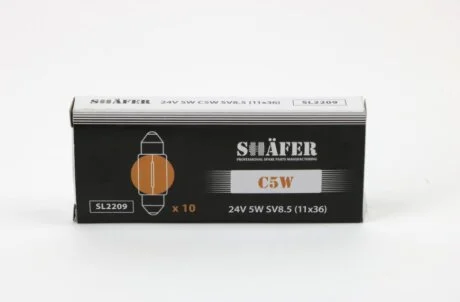 SHÄFER 24V 5W C5W SV8.5 (11x36) SL2209
SHÄFER
PROFESSIONAL SPARE PARTS MANUFACTURING
C5W
SL2209 x 10 24V 5W SV8.5 (11x36)